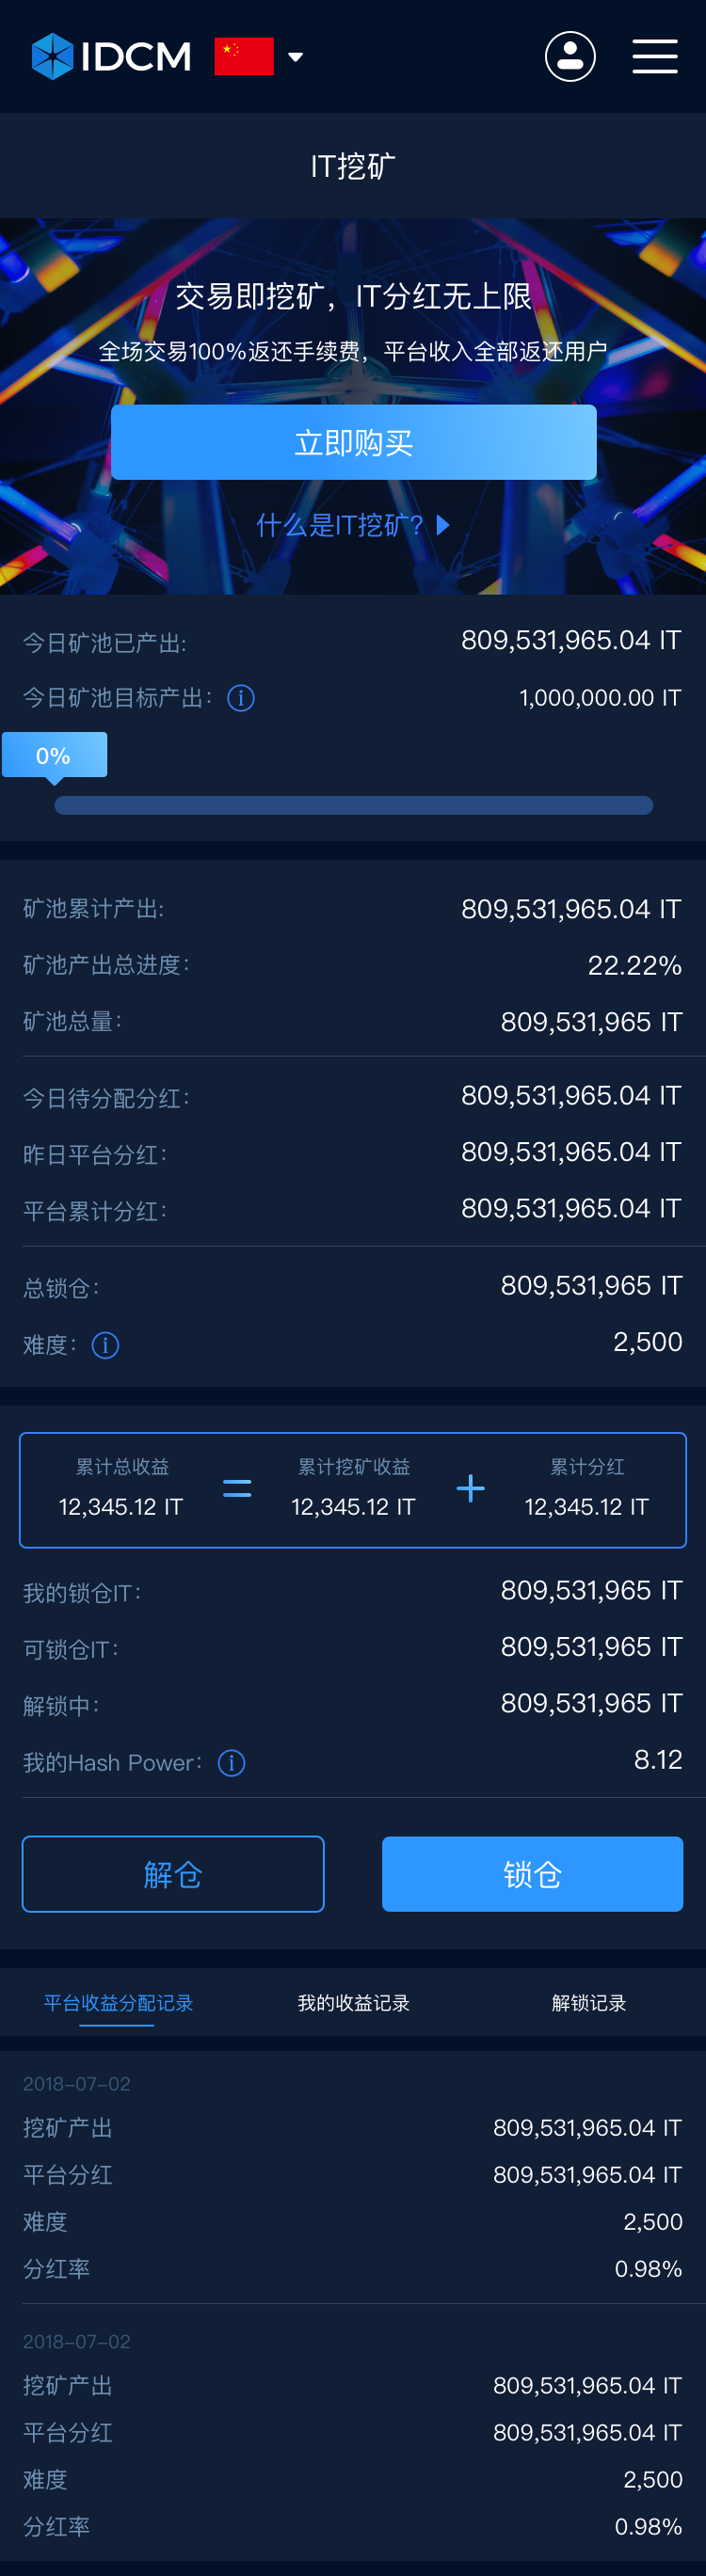 IDCM
IT挖矿
交易即挖矿，IT分红无上限
全场交易100%返还手续费，平台收入全部返还用户
立即购买
什么是IT挖矿？
今日矿池已产出: 809,531,965.04 IT
今日矿池目标产出： 1,000,000.00 IT
0%
矿池累计产出: 809,531,965.04 IT
矿池产出总进度： 22.22%
矿池总量： 809,531,965 IT
今日待分配分红： 809,531,965.04 IT
昨日平台分红： 809,531,965.04 IT
平台累计分红： 809,531,965.04 IT
总锁仓： 809,531,965 IT
难度： 2,500
累计总收益 累计挖矿收益 累计分红
12,345.12 IT = 12,345.12 IT + 12,345.12 IT
我的锁仓IT： 809,531,965 IT
可锁仓IT： 809,531,965 IT
解锁中： 809,531,965 IT
我的Hash Power： 8.12
解仓 锁仓
平台收益分配记录 我的收益记录 解锁记录
2018-07-02
挖矿产出 809,531,965.04 IT
平台分红 809,531,965.04 IT
难度 2,500
分红率 0.98%
2018-07-02
挖矿产出 809,531,965.04 IT
平台分红 809,531,965.04 IT
难度 2,500
分红率 0.98%